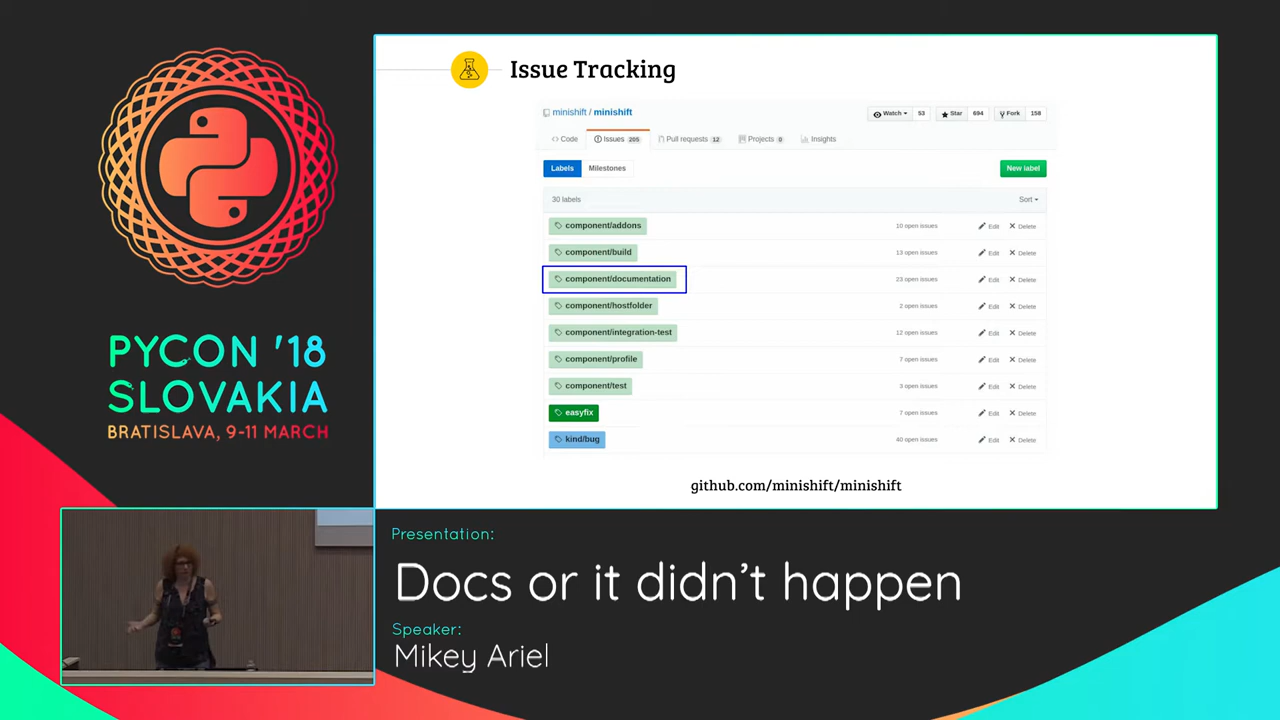 PYCON '18
SLOVAKIA
BRATISLAVA, 9-11 MARCH
Issue Tracking
minishift / minishift
Watch 53 Star 694 Fork 158
Code Issues 205 Pull requests 12 Projects 0 Insights
Labels Milestones New label
30 labels Sort
component/addons 10 open issues Edit Delete
component/build 13 open issues Edit Delete
component/documentation 23 open issues Edit Delete
component/hostfolder 2 open issues Edit Delete
component/integration-test 12 open issues Edit Delete
component/profile 7 open issues Edit Delete
component/test 3 open issues Edit Delete
easyfix 7 open issues Edit Delete
kind/bug 40 open issues Edit Delete
github.com/minishift/minishift
Presentation:
Docs or it didn't happen
Speaker:
Mikey Ariel